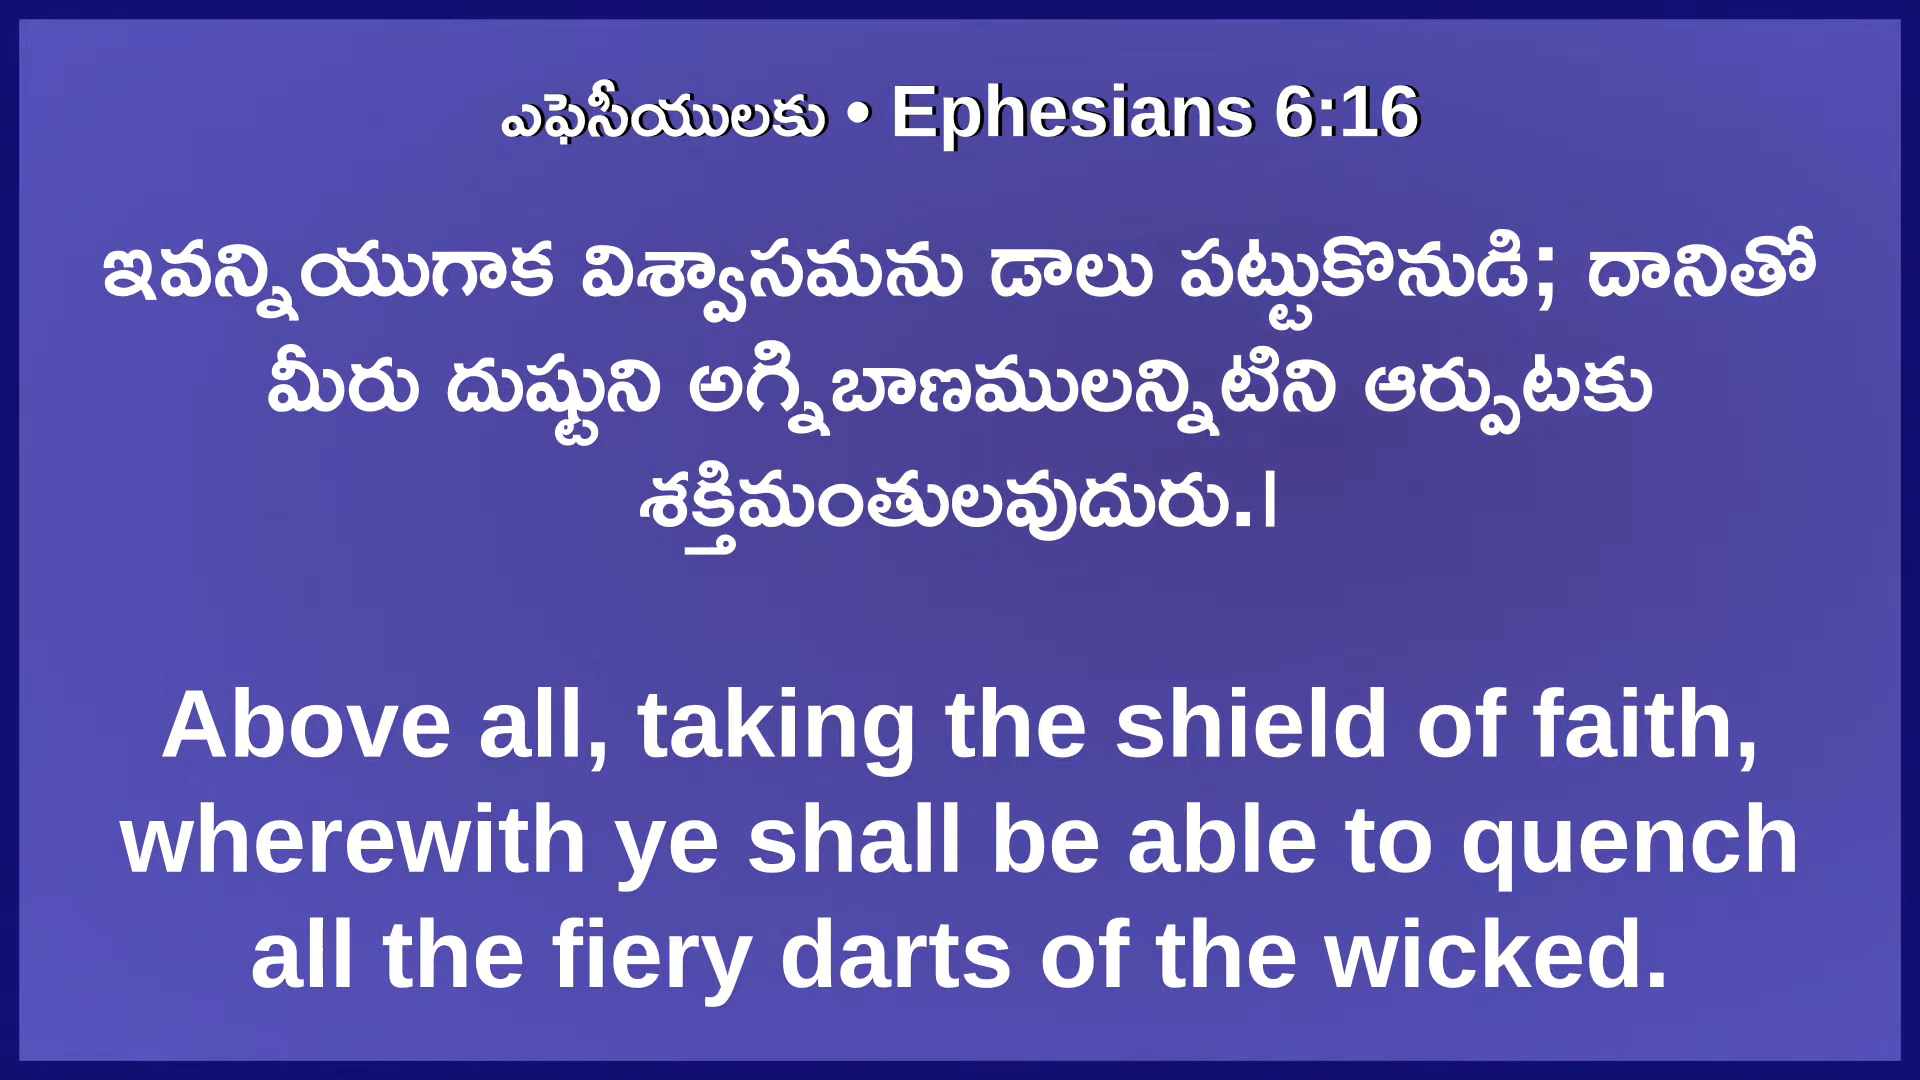 ఎఫెసీయులకు • Ephesians 6:16
ఇవన్నియుగాక విశ్వాసమను డాలు పట్టుకొనుడి; దానితో
మీరు దుష్టుని అగ్నిబాణములన్నిటిని ఆర్పుటకు
శక్తిమంతులవుదురు.।
Above all, taking the shield of faith,
wherewith ye shall be able to quench
all the fiery darts of the wicked.